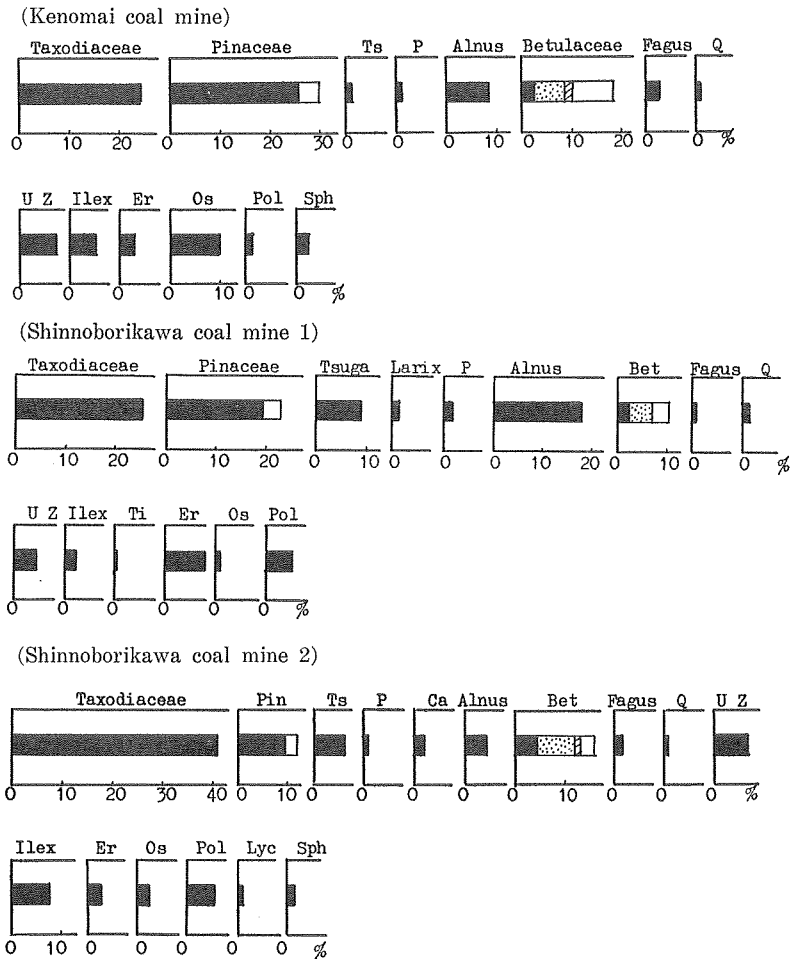 (Kenomai coal mine)
Taxodiaceae Pinaceae Ts P Alnus Betulaceae Fagus Q
0 10 20 0 10 20 30 0 0 0 0 10 20 0 0 %
U Z Ilex Er Os Pol Sph
0 0 0 0 10 0 0 %
(Shinnoborikawa coal mine 1)
Taxodiaceae Pinaceae Tsuga Larix P Alnus Bet Fagus Q
0 10 20 0 10 20 0 10 0 0 0 10 20 0 10 0 0 %
U Z Ilex Ti Er Os Pol
0 0 0 0 0 0 %
(Shinnoborikawa coal mine 2)
Taxodiaceae Pin Ts P Ca Alnus Bet Fagus Q U Z
0 10 20 30 40 0 10 0 0 0 0 0 10 0 0 0 %
Ilex Er Os Pol Lyc Sph
0 10 0 0 0 0 0 %